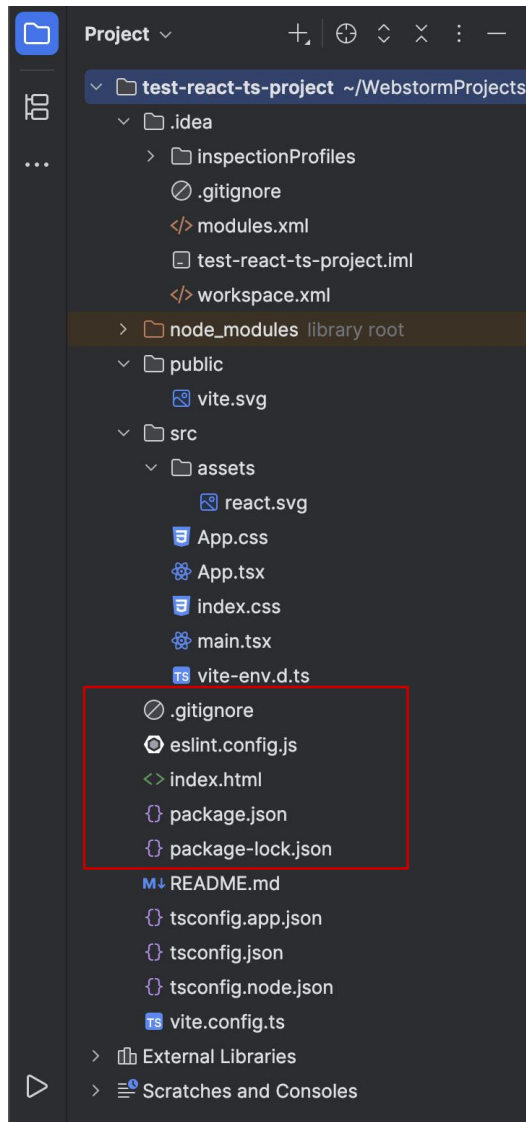 Project
test-react-ts-project ~/WebstormProjects
.idea
inspectionProfiles
.gitignore
</> modules.xml
test-react-ts-project.iml
</> workspace.xml
node_modules library root
public
vite.svg
src
assets
react.svg
App.css
App.tsx
index.css
main.tsx
TS vite-env.d.ts
.gitignore
eslint.config.js
<> index.html
{} package.json
{} package-lock.json
M↓ README.md
{} tsconfig.app.json
{} tsconfig.json
{} tsconfig.node.json
TS vite.config.ts
External Libraries
Scratches and Consoles